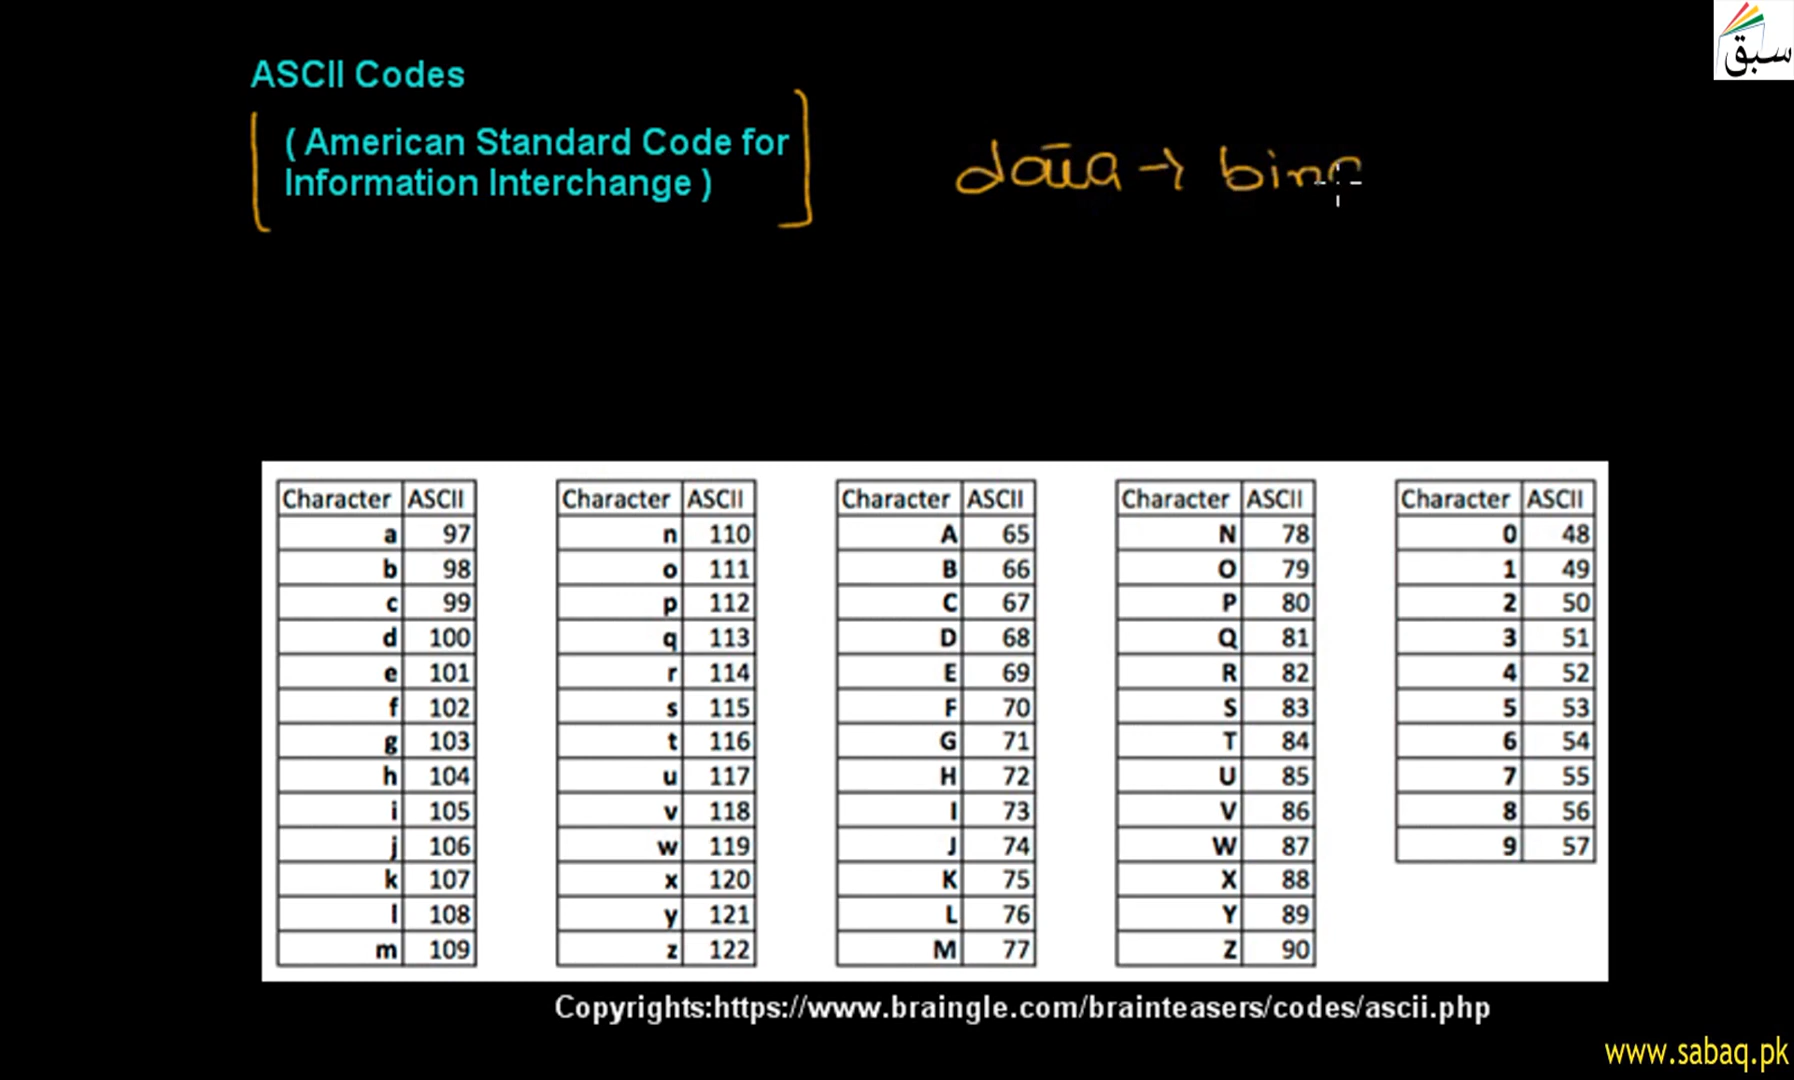 سبق
ASCII Codes
( American Standard Code for
Information Interchange )
data → bina
Character ASCII Character ASCII Character ASCII Character ASCII Character ASCII
a 97 n 110 A 65 N 78 0 48
b 98 o 111 B 66 O 79 1 49
c 99 p 112 C 67 P 80 2 50
d 100 q 113 D 68 Q 81 3 51
e 101 r 114 E 69 R 82 4 52
f 102 s 115 F 70 S 83 5 53
g 103 t 116 G 71 T 84 6 54
h 104 u 117 H 72 U 85 7 55
i 105 v 118 I 73 V 86 8 56
j 106 w 119 J 74 W 87 9 57
k 107 x 120 K 75 X 88
l 108 y 121 L 76 Y 89
m 109 z 122 M 77 Z 90
Copyrights:https://www.braingle.com/brainteasers/codes/ascii.php
www.sabaq.pk